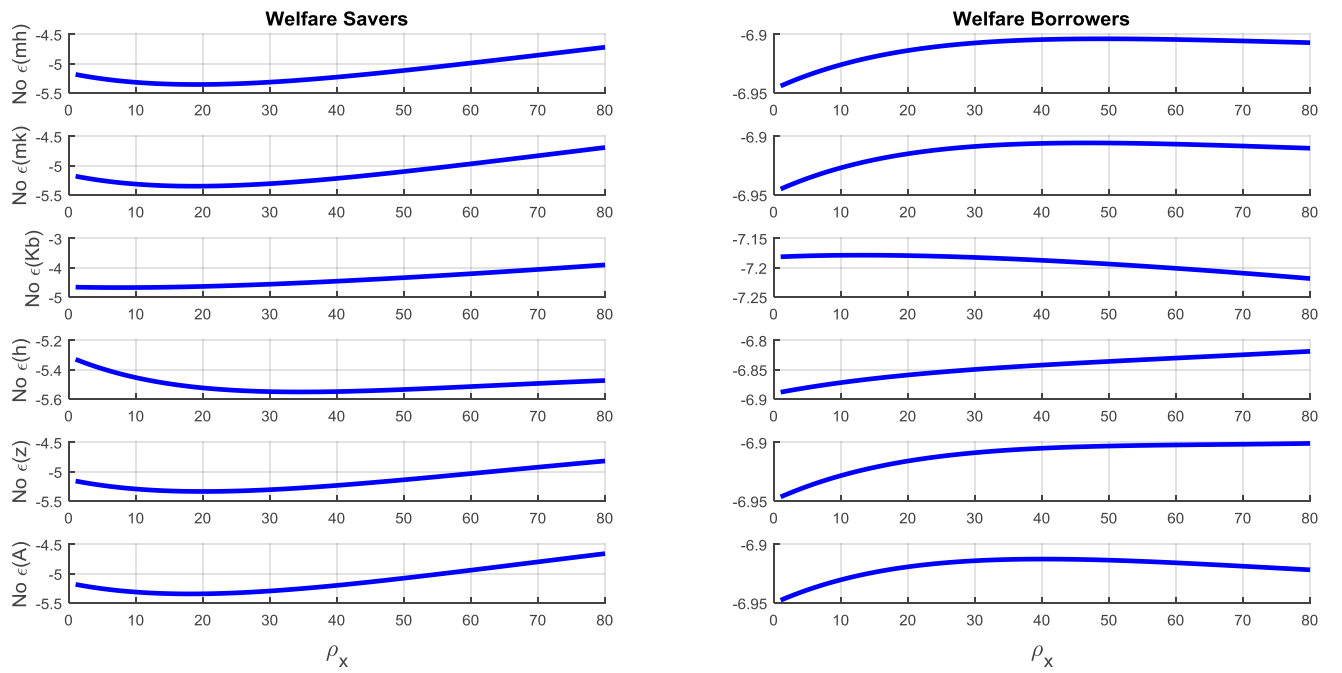 Welfare Savers
Welfare Borrowers
No ϵ(mh)
-4.5
-5
-5.5
0 10 20 30 40 50 60 70 80
-6.9
-6.95
0 10 20 30 40 50 60 70 80
No ϵ(mk)
-4.5
-5
-5.5
0 10 20 30 40 50 60 70 80
-6.9
-6.95
0 10 20 30 40 50 60 70 80
No ϵ(Kb)
-3
-4
-5
0 10 20 30 40 50 60 70 80
-7.15
-7.2
-7.25
0 10 20 30 40 50 60 70 80
No ϵ(h)
-5.2
-5.4
-5.6
0 10 20 30 40 50 60 70 80
-6.8
-6.85
-6.9
0 10 20 30 40 50 60 70 80
No ϵ(z)
-4.5
-5
-5.5
0 10 20 30 40 50 60 70 80
-6.9
-6.95
0 10 20 30 40 50 60 70 80
No ϵ(A)
-4.5
-5
-5.5
0 10 20 30 40 50 60 70 80
-6.9
-6.95
0 10 20 30 40 50 60 70 80
ρx
ρx